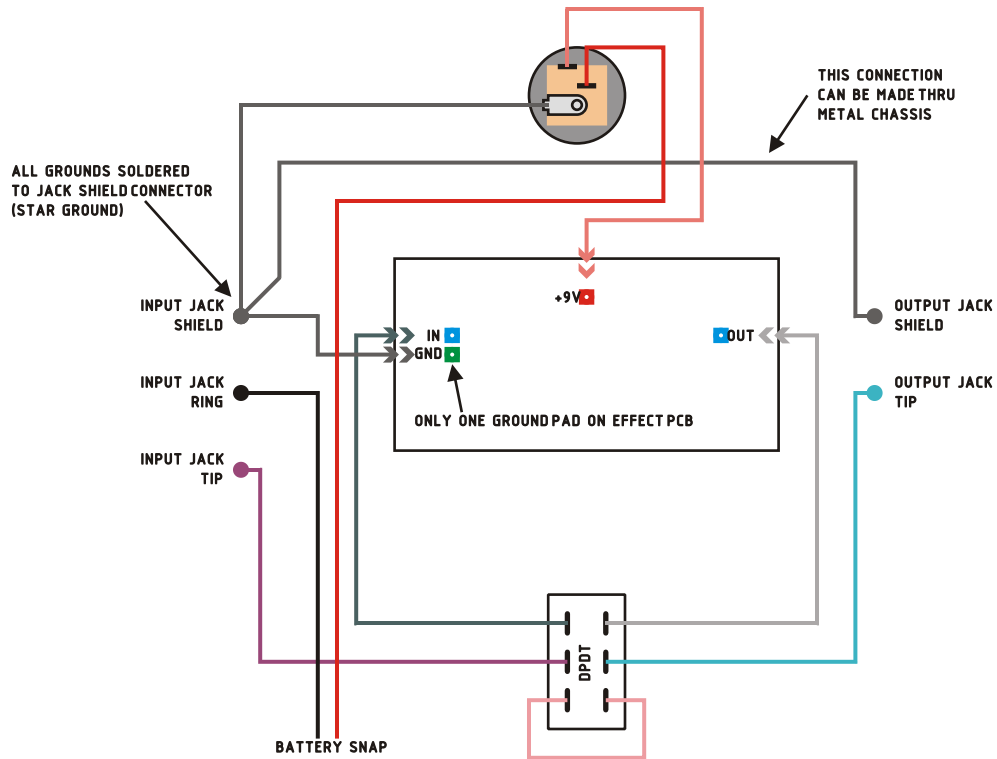 THIS CONNECTION
CAN BE MADE THRU
METAL CHASSIS
ALL GROUNDS SOLDERED
TO JACK SHIELD CONNECTOR
(STAR GROUND)
INPUT JACK
SHIELD
+9V
OUTPUT JACK
SHIELD
IN
OUT
GND
INPUT JACK
RING
OUTPUT JACK
TIP
ONLY ONE GROUND PAD ON EFFECT PCB
INPUT JACK
TIP
DPDT
BATTERY SNAP